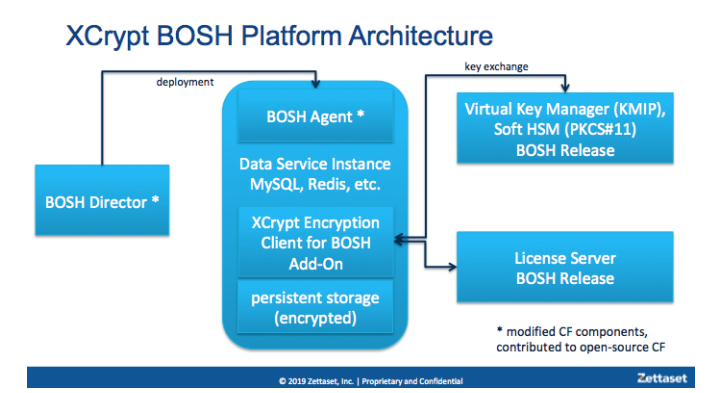 XCrypt BOSH Platform Architecture
deployment
key exchange
BOSH Director *
BOSH Agent *
Data Service Instance
MySQL, Redis, etc.
XCrypt Encryption
Client for BOSH
Add-On
persistent storage
(encrypted)
Virtual Key Manager (KMIP),
Soft HSM (PKCS#11)
BOSH Release
License Server
BOSH Release
* modified CF components,
contributed to open-source CF
© 2019 Zettaset, Inc. | Proprietary and Confidential
Zettaset